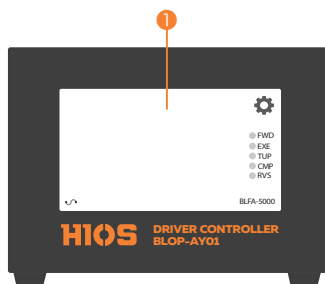 1
FWD
EXE
TUP
CMP
RVS
BLFA-5000
HIOS
DRIVER CONTROLLER
BLOP-AY01